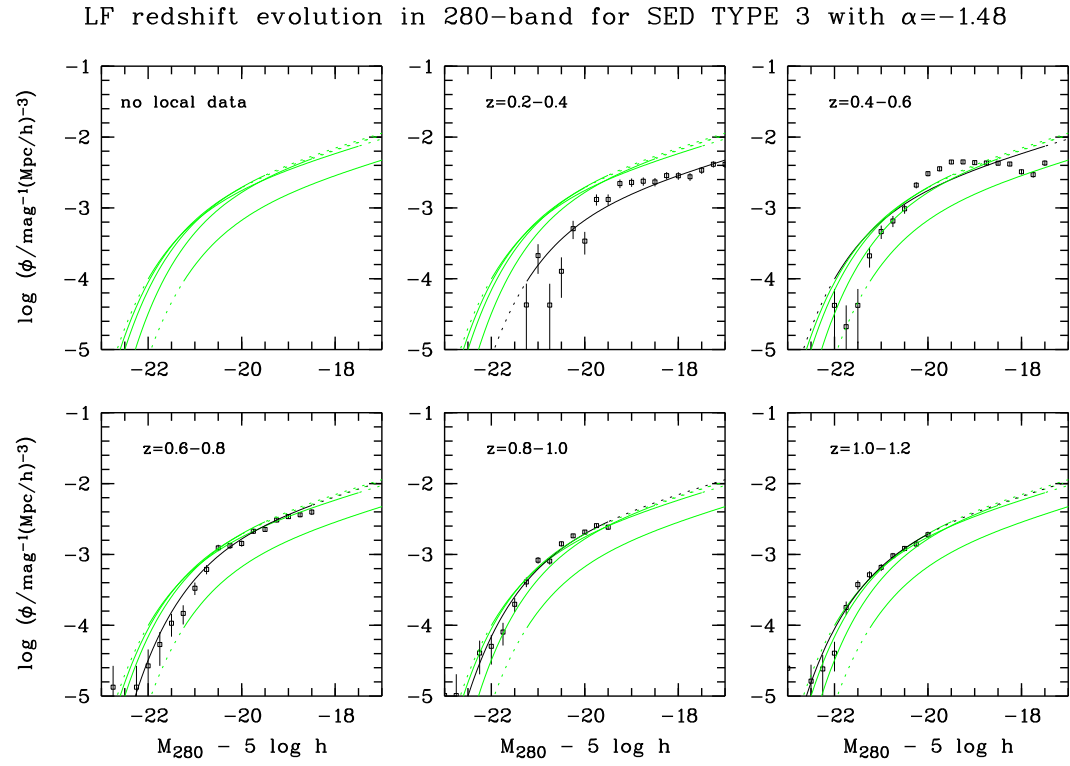 LF redshift evolution in 280-band for SED TYPE 3 with α=-1.48
-1
-2
-3
-4
-5
log (ϕ/mag⁻¹(Mpc/h)⁻³)
no local data
-22 -20 -18
-1
-2
-3
-4
-5
z=0.2-0.4
-22 -20 -18
-1
-2
-3
-4
-5
z=0.4-0.6
-22 -20 -18
-1
-2
-3
-4
-5
log (ϕ/mag⁻¹(Mpc/h)⁻³)
z=0.6-0.8
-22 -20 -18
M₂₈₀ - 5 log h
-1
-2
-3
-4
-5
z=0.8-1.0
-22 -20 -18
M₂₈₀ - 5 log h
-1
-2
-3
-4
-5
z=1.0-1.2
-22 -20 -18
M₂₈₀ - 5 log h